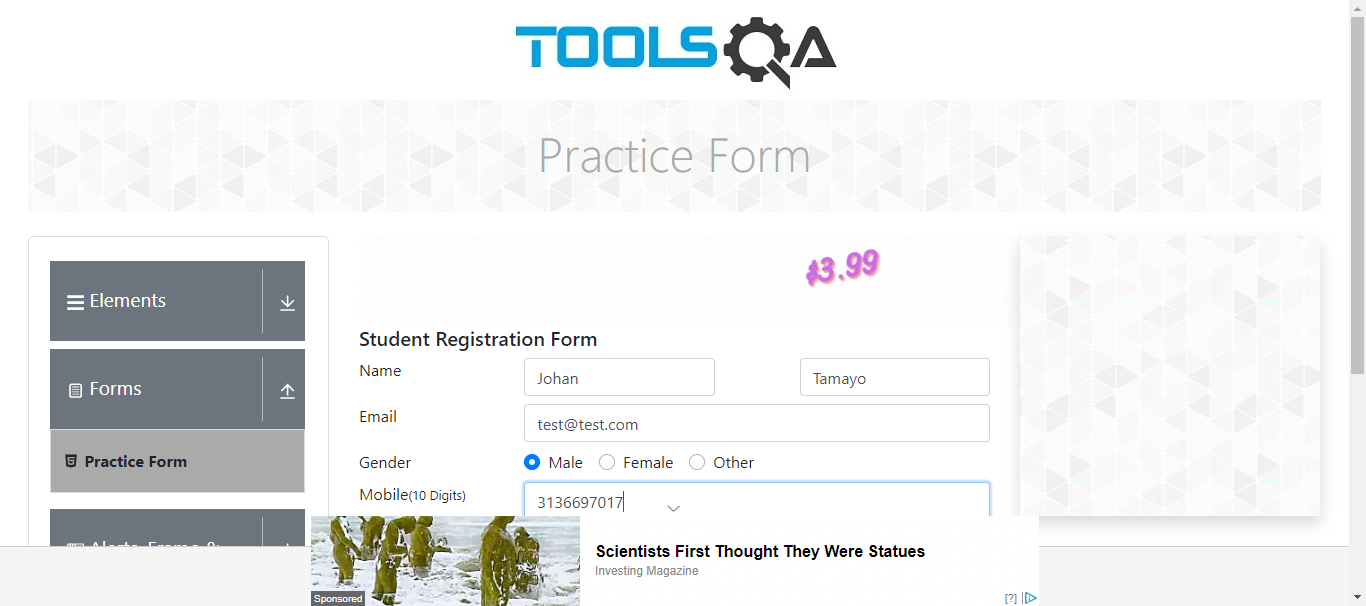 TOOLSQA
Practice Form
Elements
Forms
Practice Form
$3.99
Student Registration Form
Name
Johan
Tamayo
Email
test@test.com
Gender
Male
Female
Other
Mobile(10 Digits)
3136697017
Scientists First Thought They Were Statues
Investing Magazine
Sponsored
[?]